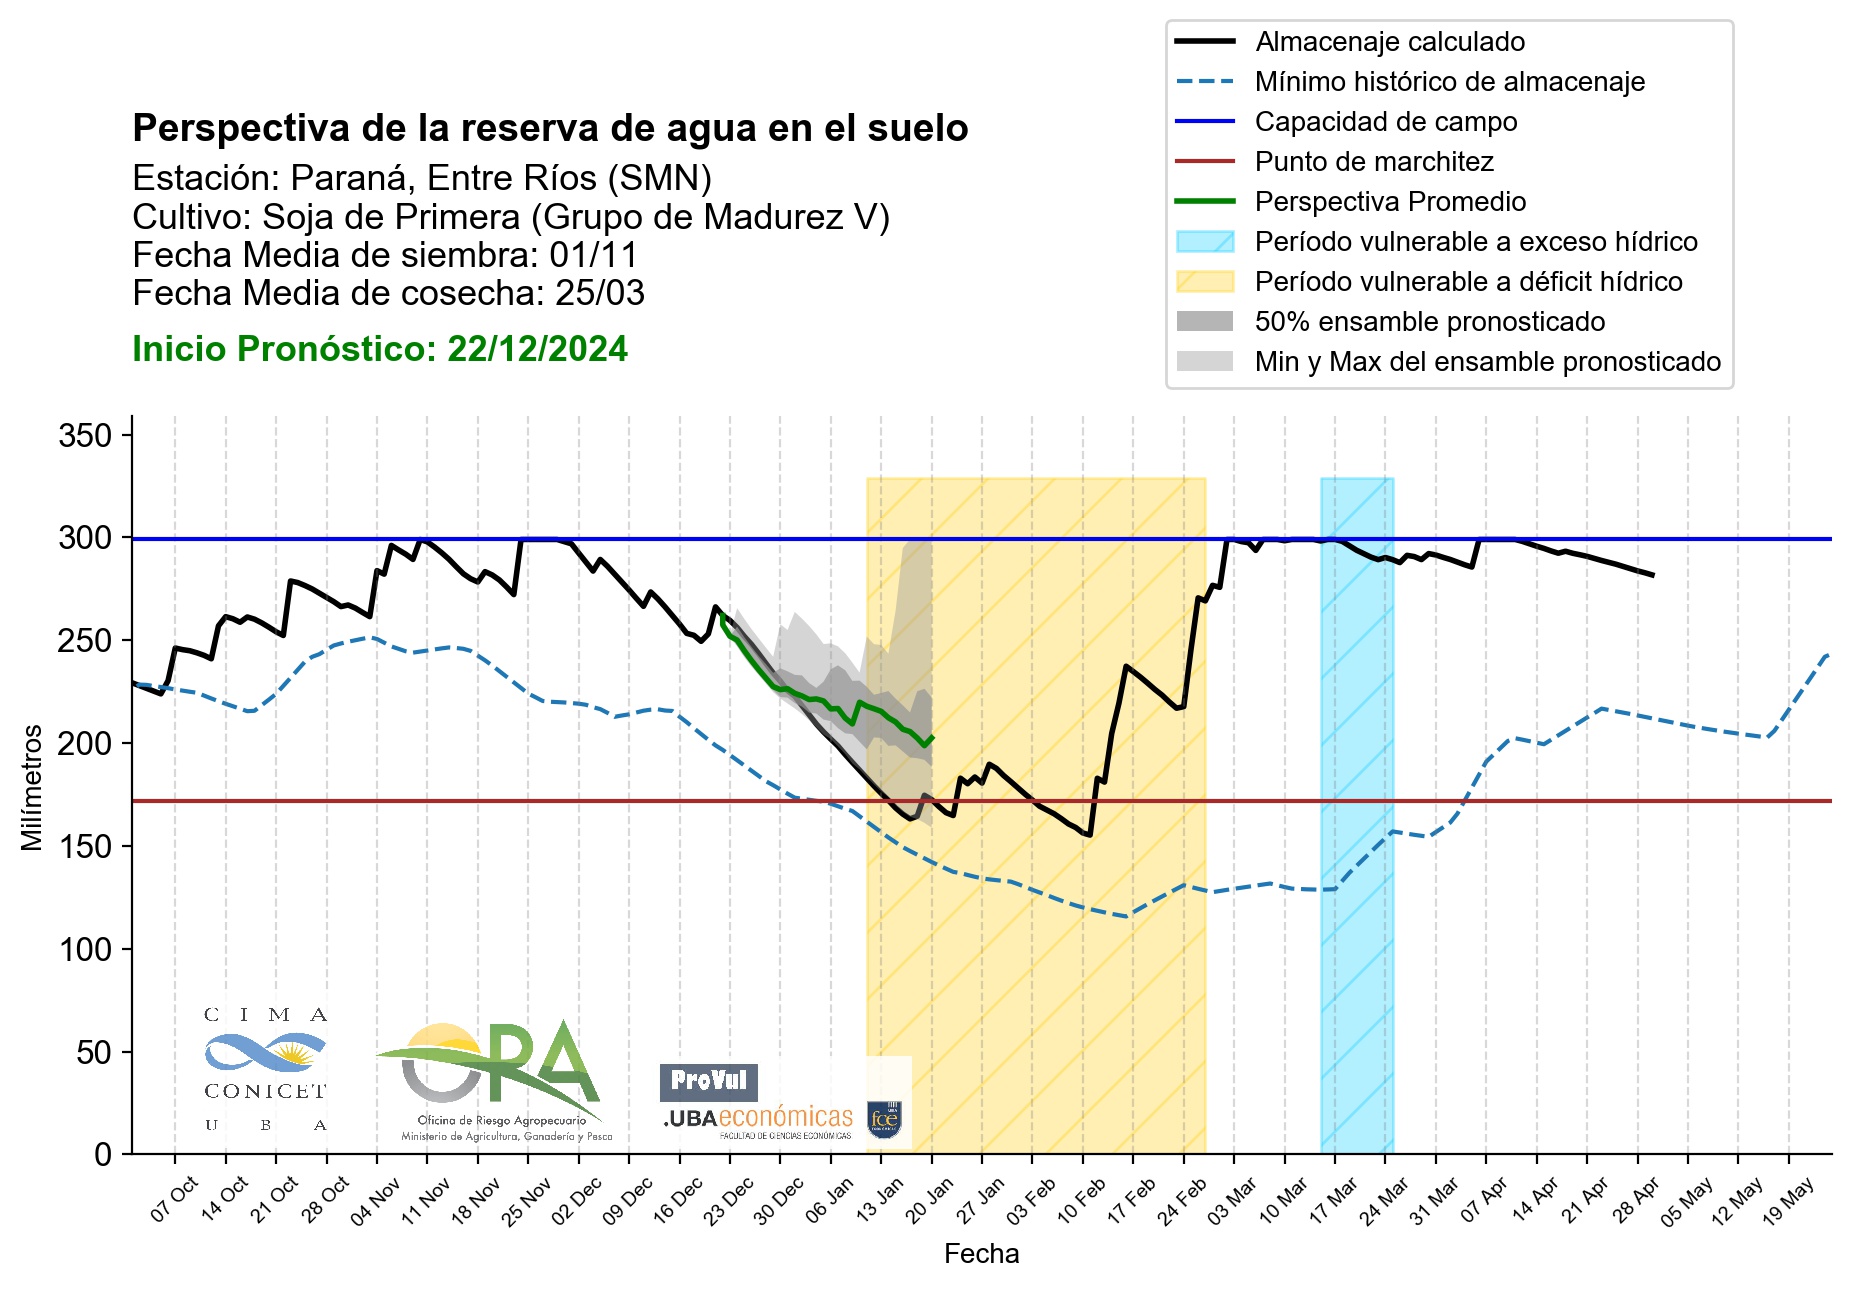 Almacenaje calculado
Mínimo histórico de almacenaje
Capacidad de campo
Punto de marchitez
Perspectiva Promedio
Período vulnerable a exceso hídrico
Período vulnerable a déficit hídrico
50% ensamble pronosticado
Min y Max del ensamble pronosticado
Perspectiva de la reserva de agua en el suelo
Estación: Paraná, Entre Ríos (SMN)
Cultivo: Soja de Primera (Grupo de Madurez V)
Fecha Media de siembra: 01/11
Fecha Media de cosecha: 25/03
Inicio Pronóstico: 22/12/2024
350
300
250
200
150
100
50
0
Milímetros
C I M A
CONICET
U B A
ORA
Oficina de Riesgo Agropecuario
Ministerio de Agricultura, Ganadería y Pesca
ProVul
.UBAeconómicas
FACULTAD DE CIENCIAS ECONÓMICAS
UBA
fce
07 Oct
14 Oct
21 Oct
28 Oct
04 Nov
11 Nov
18 Nov
25 Nov
02 Dec
09 Dec
16 Dec
23 Dec
30 Dec
06 Jan
13 Jan
20 Jan
27 Jan
03 Feb
10 Feb
17 Feb
24 Feb
03 Mar
10 Mar
17 Mar
24 Mar
31 Mar
07 Apr
14 Apr
21 Apr
28 Apr
05 May
12 May
19 May
Fecha